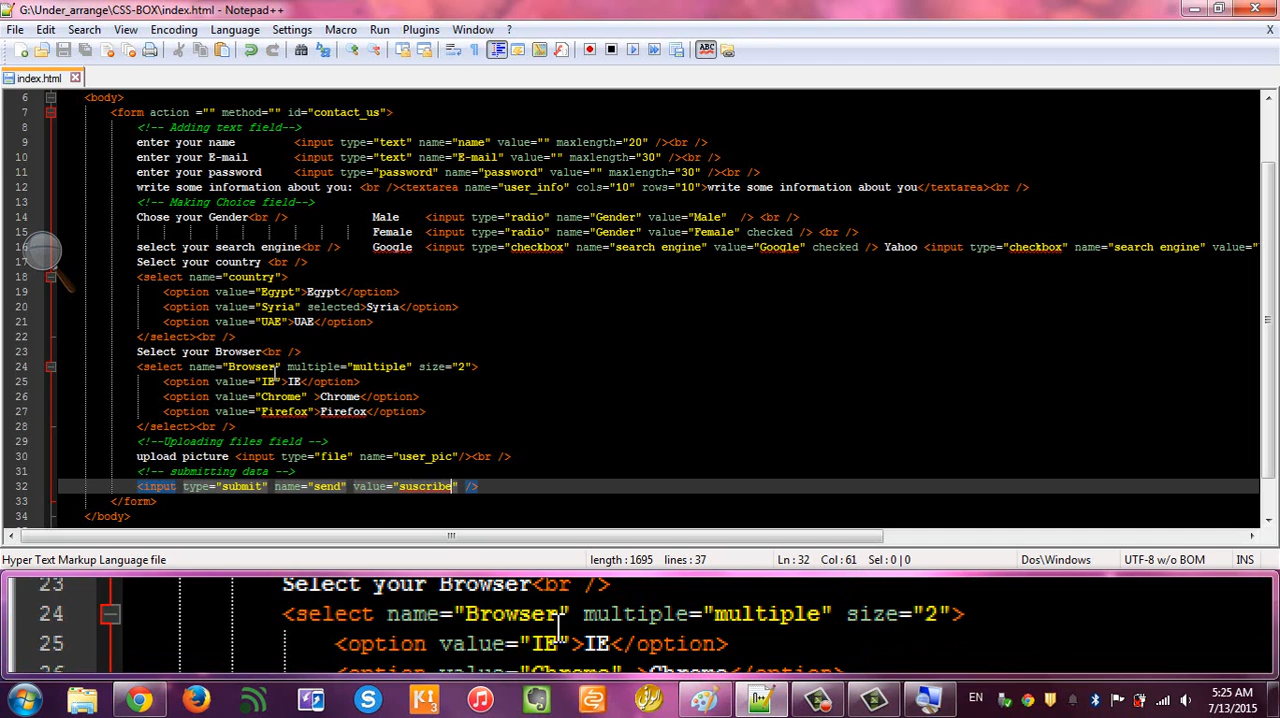 G:\Under_arrange\CSS-BOX\index.html - Notepad++
File Edit Search View Encoding Language Settings Macro Run Plugins Window ? X
ABC
index.html
6 <body>
7 <form action ="" method="" id="contact_us">
8 <!-- Adding text field-->
9 enter your name <input type="text" name="name" value="" maxlength="20" /><br />
10 enter your E-mail <input type="text" name="E-mail" value="" maxlength="30" /><br />
11 enter your password <input type="password" name="password" value="" maxlength="30" /><br />
12 write some information about you: <br /><textarea name="user_info" cols="10" rows="10">write some information about you</textarea><br />
13 <!-- Making Choice field-->
14 Chose your Gender<br /> Male <input type="radio" name="Gender" value="Male" /> <br />
15 Female <input type="radio" name="Gender" value="Female" checked /> <br />
16 select your search engine<br /> Google <input type="checkbox" name="search engine" value="Google" checked /> Yahoo <input type="checkbox" name="search engine" value="
17 Select your country <br />
18 <select name="country">
19 <option value="Egypt">Egypt</option>
20 <option value="Syria" selected>Syria</option>
21 <option value="UAE">UAE</option>
22 </select><br />
23 Select your Browser<br />
24 <select name="Browser" multiple="multiple" size="2">
25 <option value="IE">IE</option>
26 <option value="Chrome" >Chrome</option>
27 <option value="Firefox">Firefox</option>
28 </select><br />
29 <!--Uploading files field -->
30 upload picture <input type="file" name="user_pic"/><br />
31 <!-- submitting data -->
32 <input type="submit" name="send" value="suscribe" />
33 </form>
34 </body>
Hyper Text Markup Language file length : 1695 lines : 37 Ln : 32 Col : 61 Sel : 0 | 0 Dos\Windows UTF-8 w/o BOM INS
23 Select your Browser<br />
24 <select name="Browser" multiple="multiple" size="2">
25 <option value="IE">IE</option>
26 <option value="Chrome" >Chrome</option>
EN 5:25 AM
7/13/2015